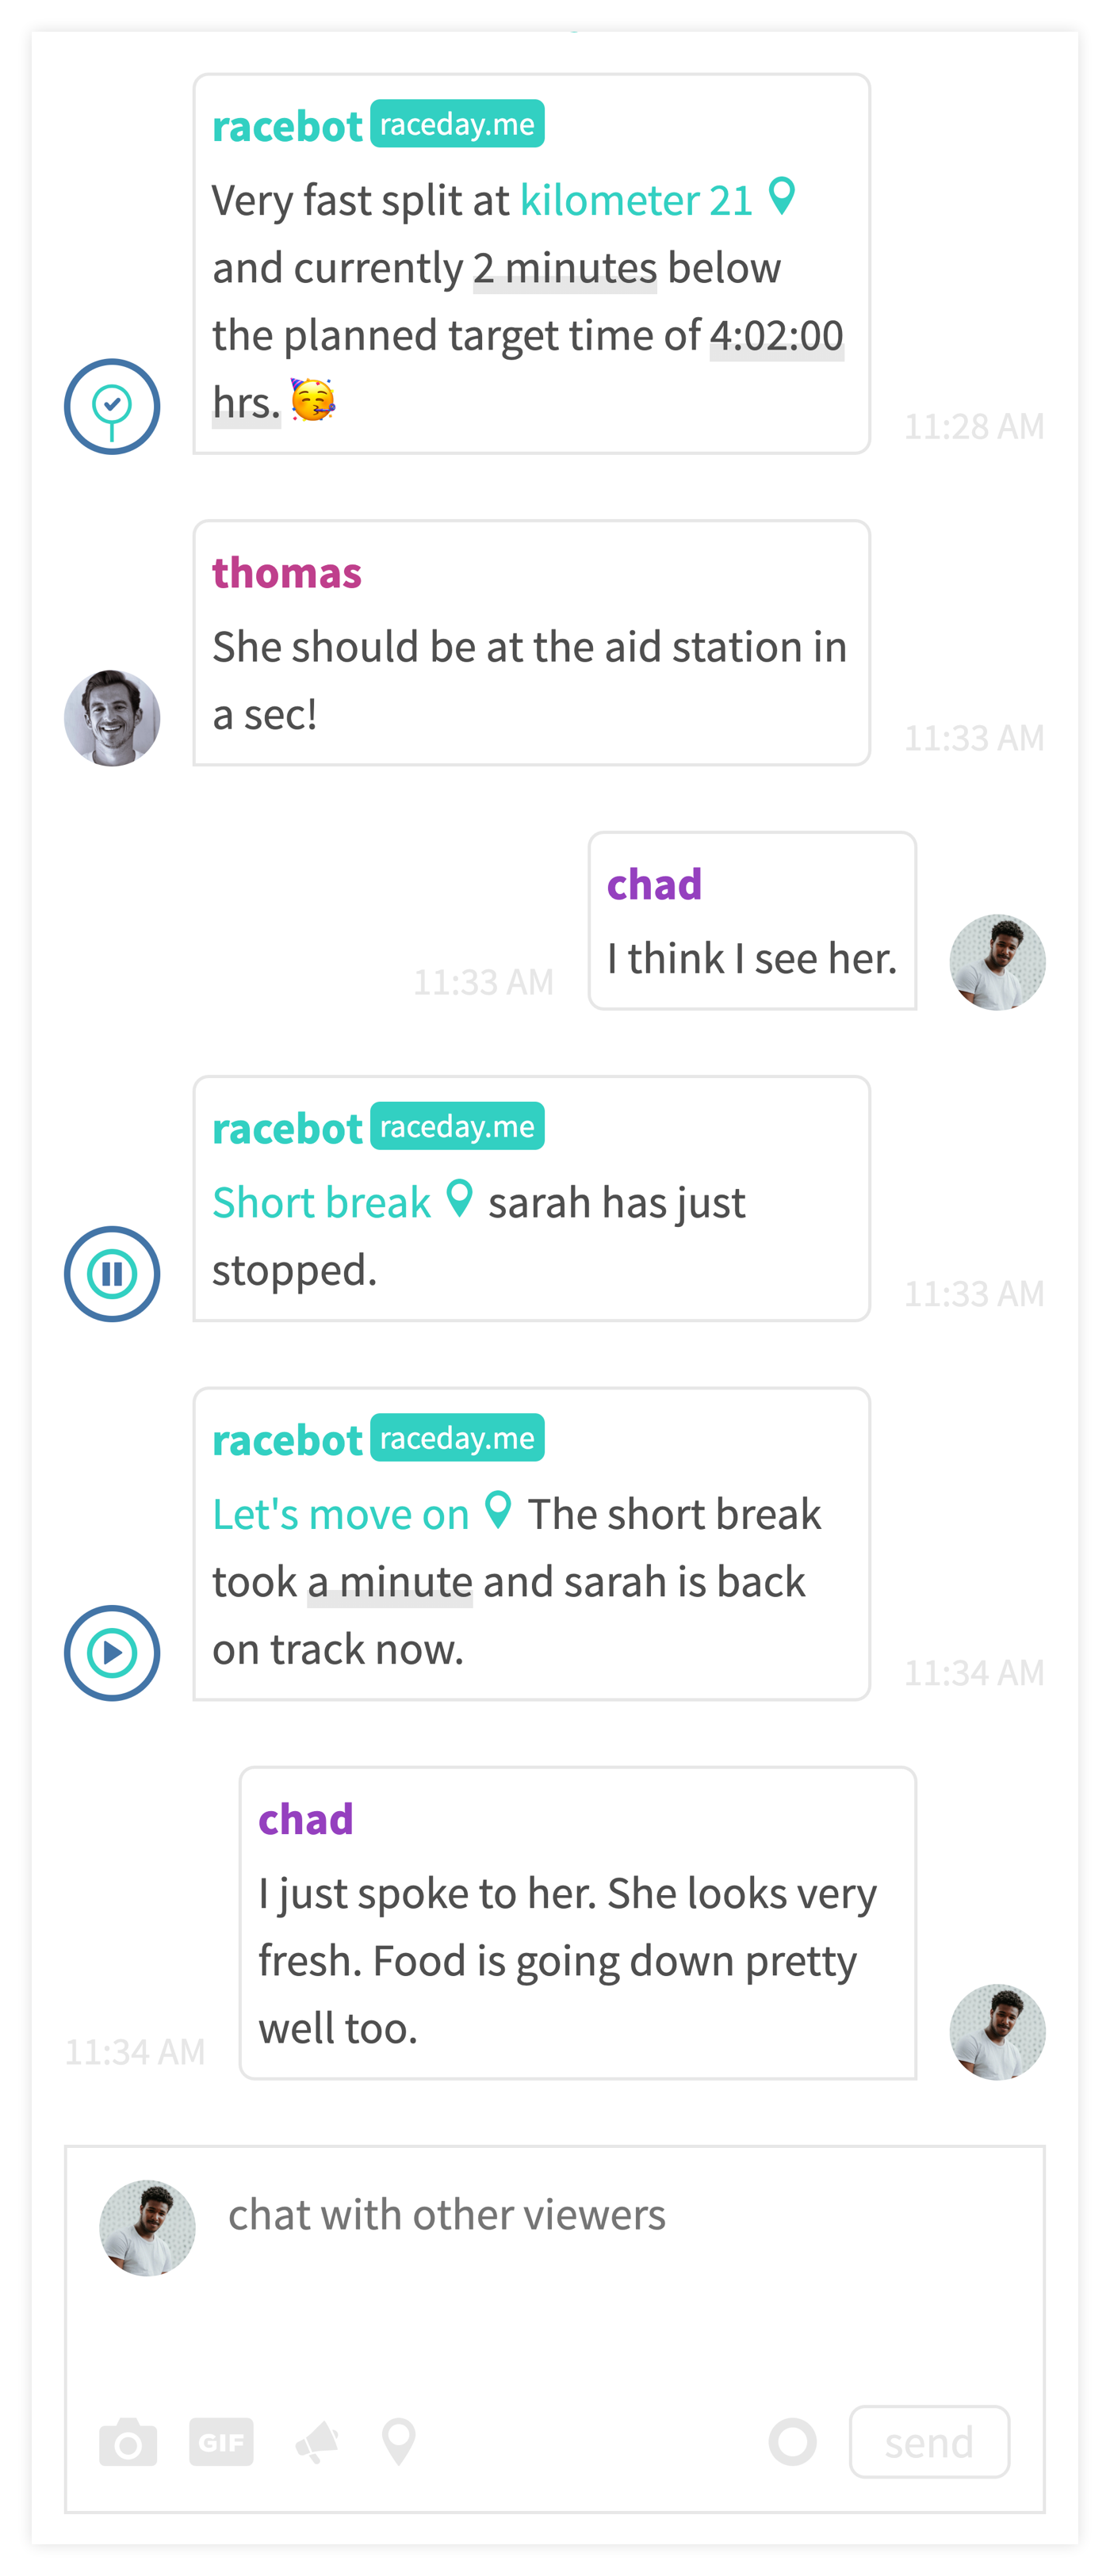 racebot raceday.me
Very fast split at kilometer 21
and currently 2 minutes below
the planned target time of 4:02:00
hrs. 🥳
11:28 AM
thomas
She should be at the aid station in
a sec!
11:33 AM
chad
I think I see her.
11:33 AM
racebot raceday.me
Short break sarah has just
stopped.
11:33 AM
racebot raceday.me
Let's move on The short break
took a minute and sarah is back
on track now.
11:34 AM
chad
I just spoke to her. She looks very
fresh. Food is going down pretty
well too.
11:34 AM
chat with other viewers
GIF
send